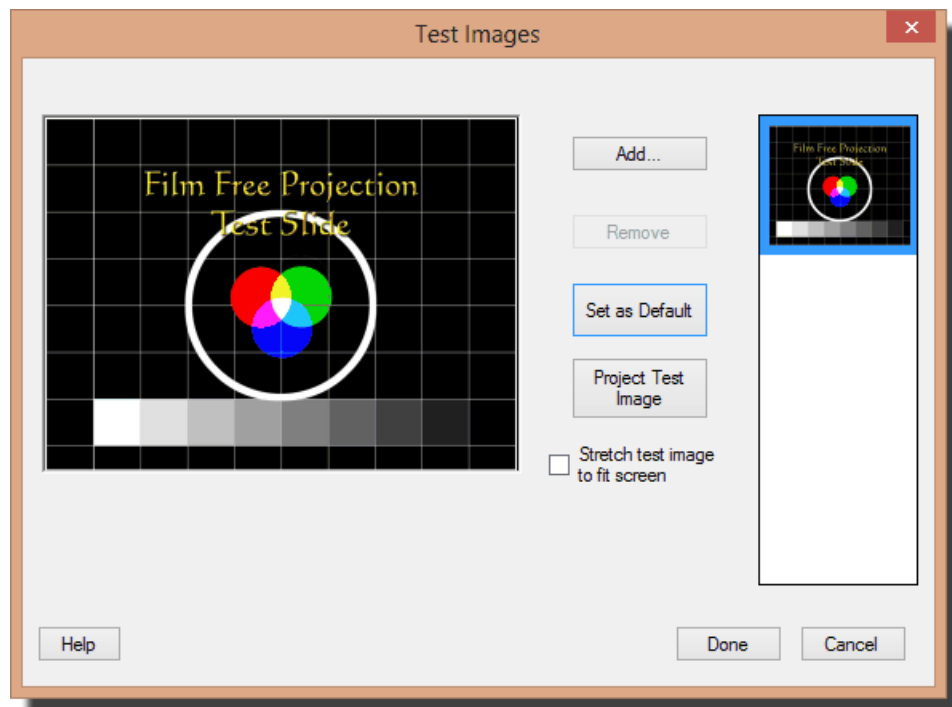 Test Images
Film Free Projection
Test Slide
Add...
Remove
Set as Default
Project Test
Image
Stretch test image
to fit screen
Film Free Projection
Test Slide
Help
Done
Cancel